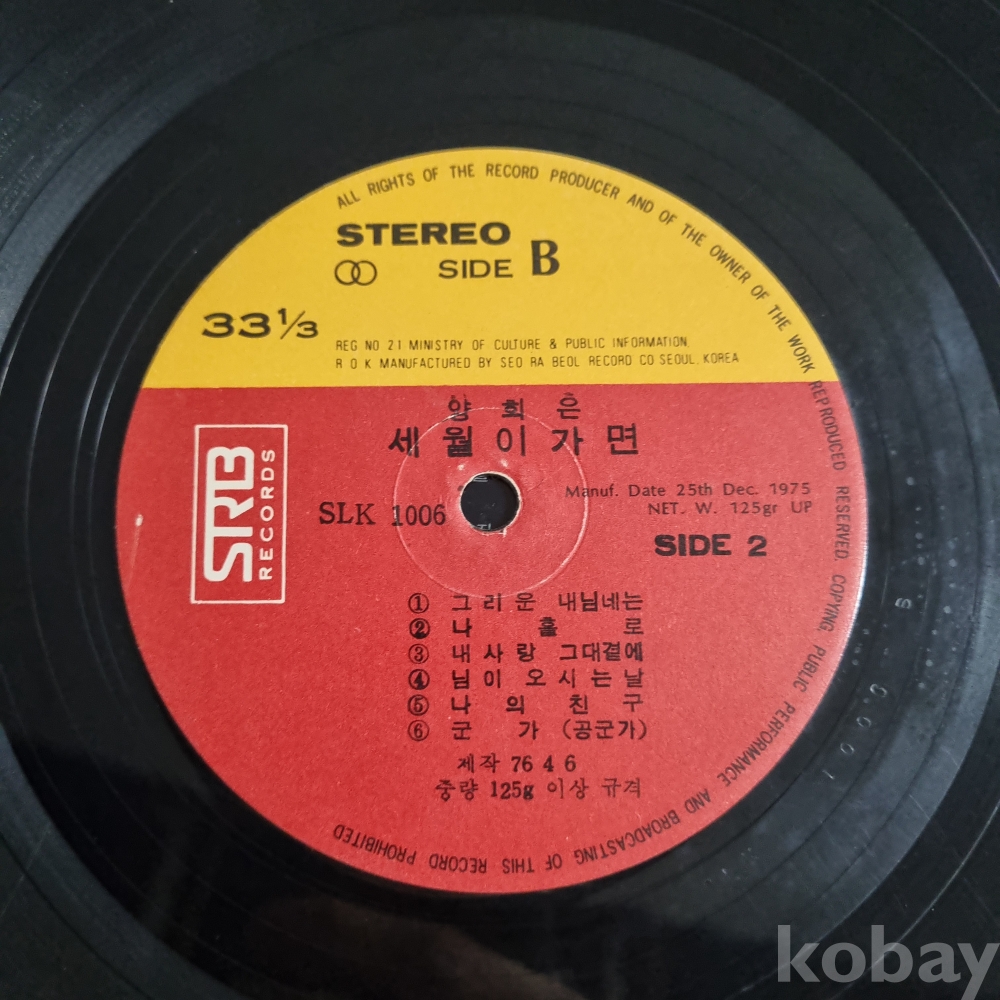 ALL RIGHTS OF THE RECORD PRODUCER AND OF THE OWNER OF THE WORK REPRODUCED RESERVED. COPYING, PUBLIC PERFORMANCE AND BROADCASTING OF THIS RECORD PROHIBITED
STEREO
SIDE B
33 1/3
REG NO 21 MINISTRY OF CULTURE & PUBLIC INFORMATION.
R O K MANUFACTURED BY SEO RA BEOL RECORD CO SEOUL, KOREA
양 희 은
세 월 이 가 면
SRB
RECORDS
SLK 1006
Manuf. Date 25th Dec. 1975
NET. W. 125gr UP
SIDE 2
① 그 리 운 내님네는
② 나 홀 로
③ 내 사 랑 그대곁에
④ 님 이 오 시 는 날
⑤ 나 의 친 구
⑥ 군 가 (공군가)
제작 76 4 6
중량 125g 이상 규격
kobay